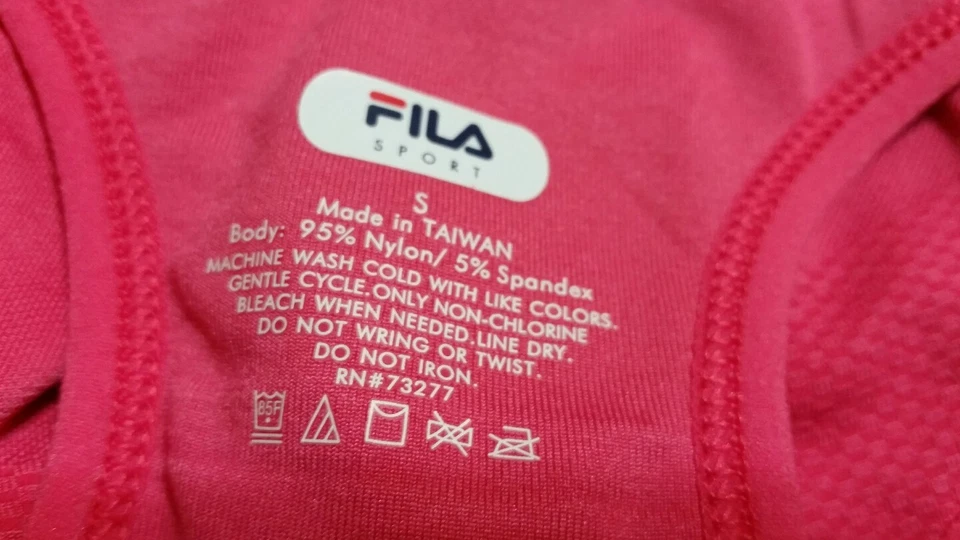 FILA
SPORT
S
Made in TAIWAN
Body: 95% Nylon/ 5% Spandex
MACHINE WASH COLD WITH LIKE COLORS.
GENTLE CYCLE.ONLY NON-CHLORINE
BLEACH WHEN NEEDED.LINE DRY.
DO NOT WRING OR TWIST.
DO NOT IRON.
RN#73277
85F